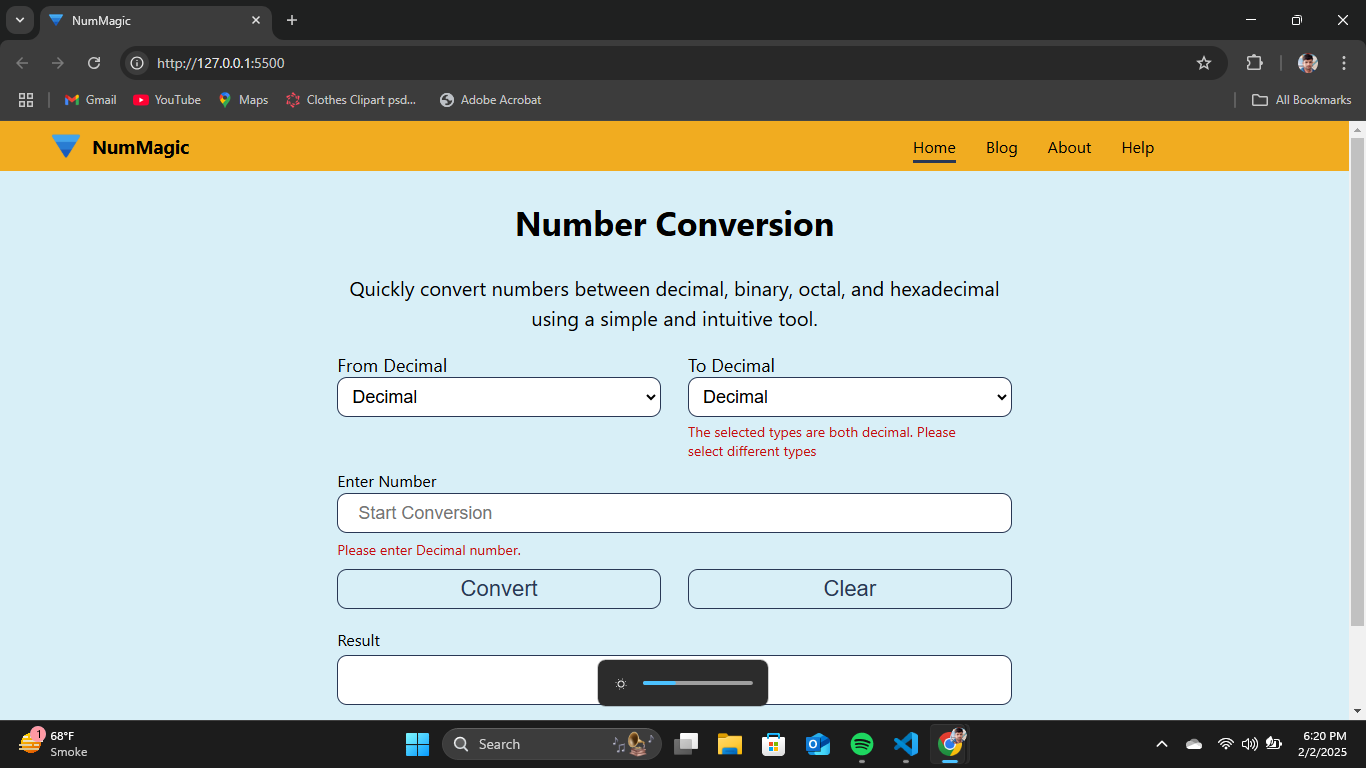 NumMagic
http://127.0.0.1:5500
Gmail YouTube Maps Clothes Clipart psd... Adobe Acrobat All Bookmarks
NumMagic Home Blog About Help
Number Conversion
Quickly convert numbers between decimal, binary, octal, and hexadecimal
using a simple and intuitive tool.
From Decimal To Decimal
Decimal Decimal
The selected types are both decimal. Please
select different types
Enter Number
Start Conversion
Please enter Decimal number.
Convert Clear
Result
1 68°F Search 6:20 PM
Smoke 2/2/2025